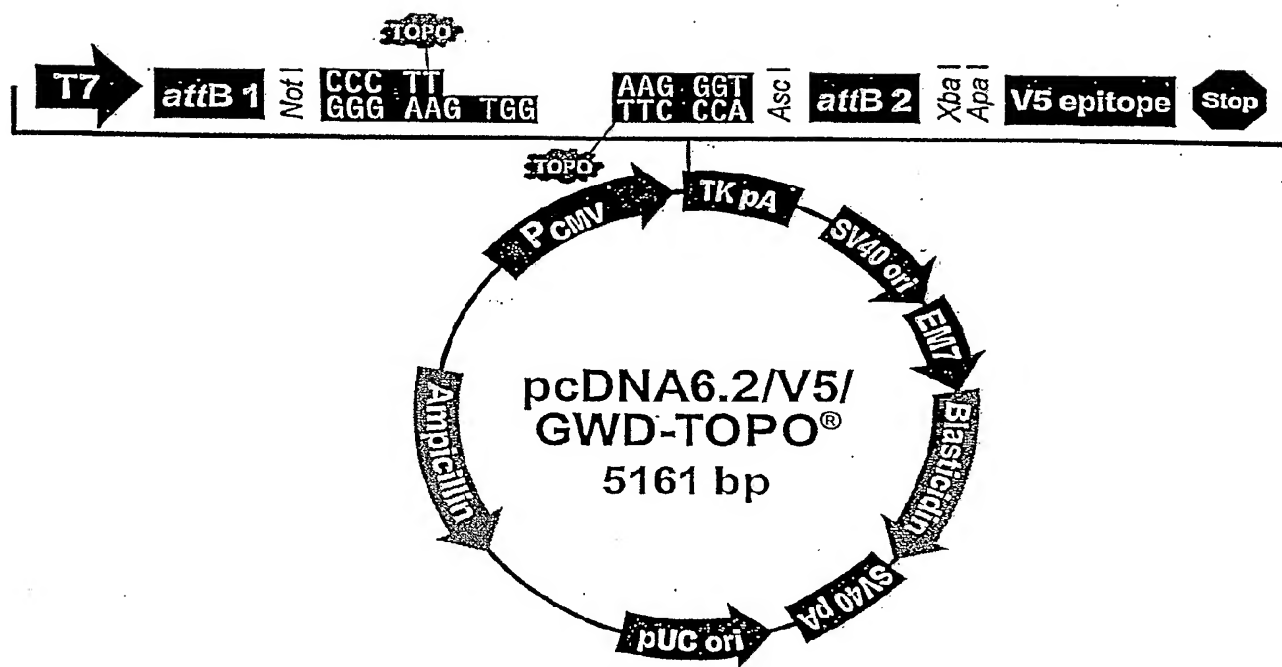 TOPO
T7
attB 1
Not I
CCC TT
GGG AAG TGG
AAG GGT
TTC CCA
Asc I
attB 2
Xba I
Apa I
V5 epitope
Stop
TOPO
P CMV
TK pA
SV40 ori
EM7
Blasticidin
SV40 pA
pUC ori
Ampicillin
pcDNA6.2/V5/
GWD-TOPO®
5161 bp